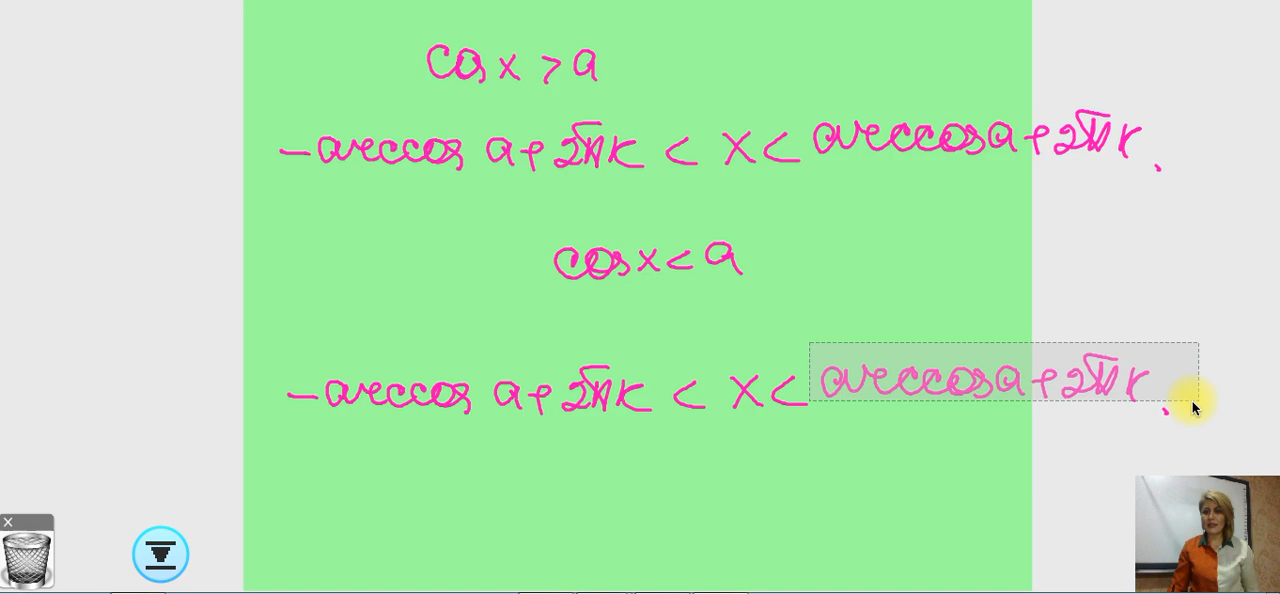 cos x > a
-arccos a + 2πk < x < arccos a + 2πk.
cos x < a
-arccos a + 2πk < x < arccos a + 2πk.